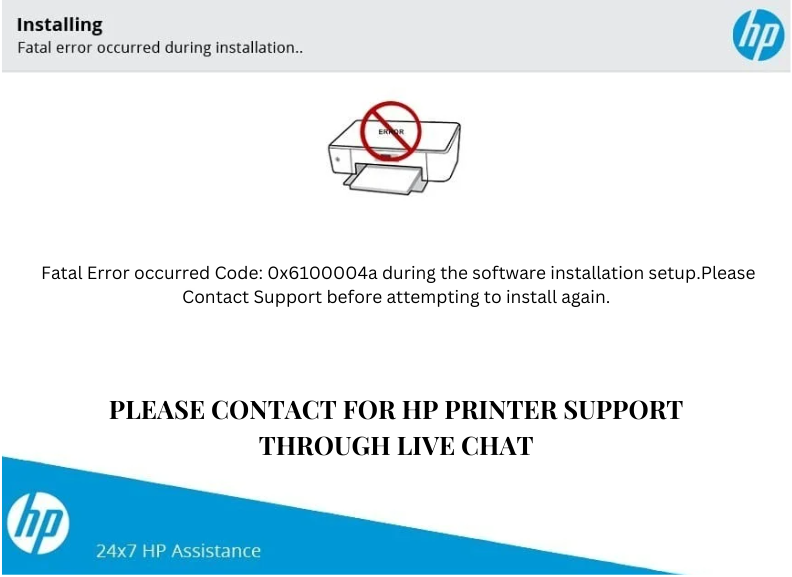 Installing
Fatal error occurred during installation..
hp
ERROR
Fatal Error occurred Code: 0x6100004a during the software installation setup.Please
Contact Support before attempting to install again.
PLEASE CONTACT FOR HP PRINTER SUPPORT
THROUGH LIVE CHAT
hp
24x7 HP Assistance